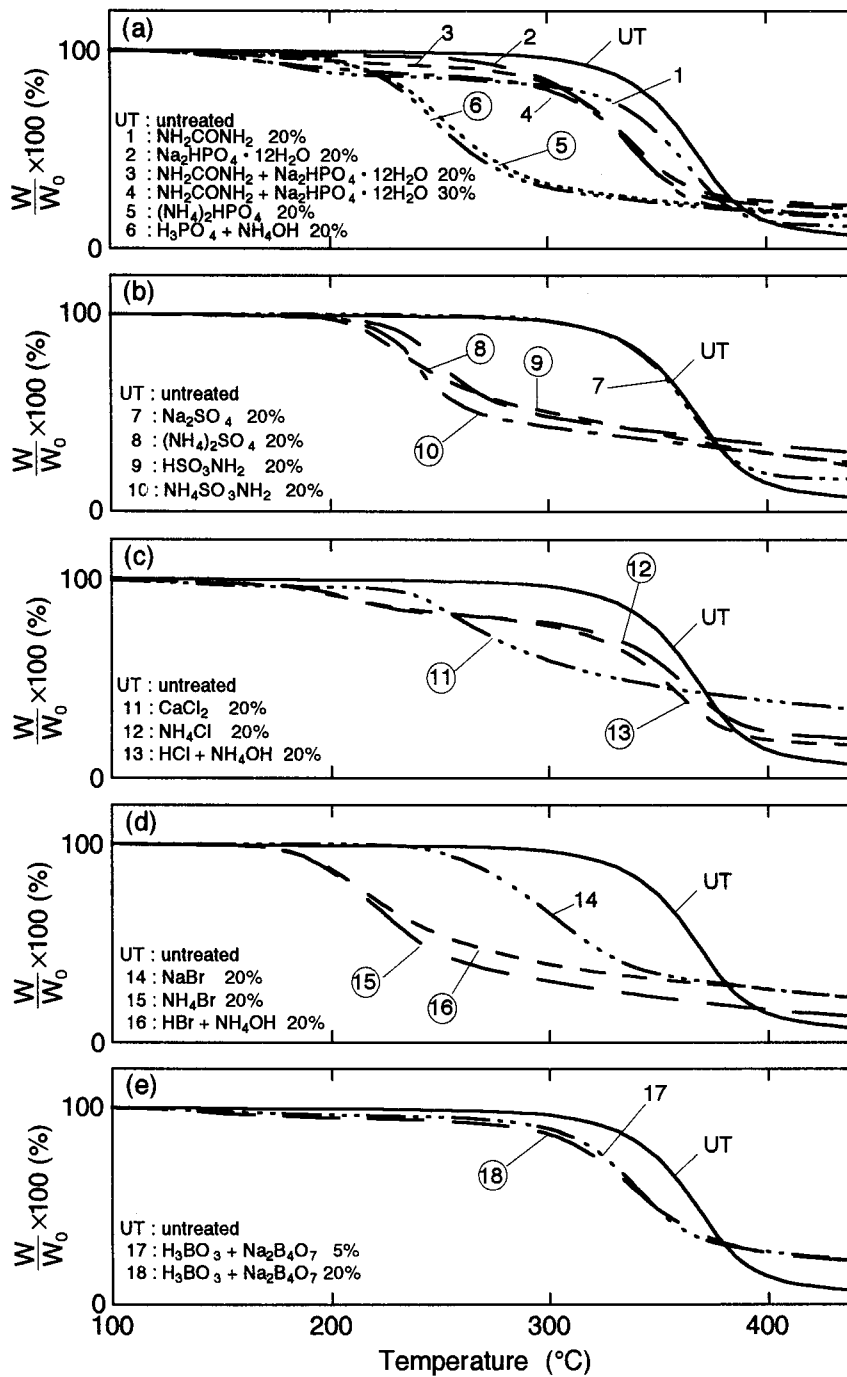 (a)
3
2
UT
1
100
4
6
5
UT : untreated
1 : NH₂CONH₂ 20%
2 : Na₂HPO₄ · 12H₂O 20%
3 : NH₂CONH₂ + Na₂HPO₄ · 12H₂O 20%
4 : NH₂CONH₂ + Na₂HPO₄ · 12H₂O 30%
5 : (NH₄)₂HPO₄ 20%
6 : H₃PO₄ + NH₄OH 20%
W/W₀ ×100 (%)
0
(b)
100
UT
8
9
7
10
UT : untreated
7 : Na₂SO₄ 20%
8 : (NH₄)₂SO₄ 20%
9 : HSO₃NH₂ 20%
10 : NH₄SO₃NH₂ 20%
W/W₀ ×100 (%)
0
(c)
100
12
UT
11
13
UT : untreated
11 : CaCl₂ 20%
12 : NH₄Cl 20%
13 : HCl + NH₄OH 20%
W/W₀ ×100 (%)
0
(d)
100
UT
14
15
16
UT : untreated
14 : NaBr 20%
15 : NH₄Br 20%
16 : HBr + NH₄OH 20%
W/W₀ ×100 (%)
0
(e)
100
17
UT
18
UT : untreated
17 : H₃BO₃ + Na₂B₄O₇ 5%
18 : H₃BO₃ + Na₂B₄O₇ 20%
W/W₀ ×100 (%)
0
100 200 300 400
Temperature (°C)